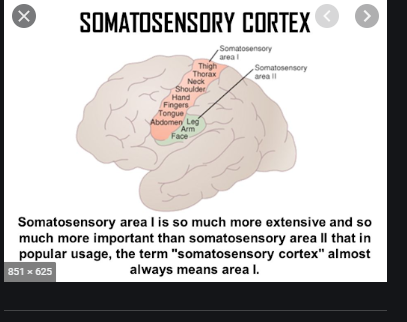 SOMATOSENSORY CORTEX
Somatosensory
area I
Somatosensory
area II
Thigh
Thorax
Neck
Shoulder
Hand
Fingers
Tongue
Abdomen
Leg
Arm
Face
Somatosensory area I is so much more extensive and so
much more important than somatosensory area II that in
popular usage, the term "somatosensory cortex" almost
always means area I.
851 × 625